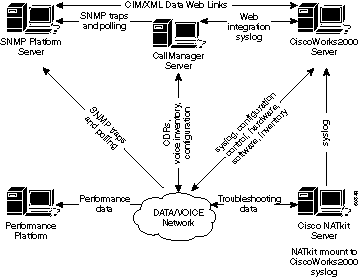 CIM/XML Data Web Links
SNMP traps
and polling
Web
integration
syslog
SNMP Platform
Server
CallManager
Server
CiscoWorks2000
Server
SNMP traps
and polling
CDRs,
voice inventory,
configuration
syslog, configuration
control, hardware,
software, inventory
syslog
Performance
data
Troubleshooting
data
DATA/VOICE
Network
Performance
Platform
Cisco NATkit
Server
NATkit rmount to
CiscoWorks2000
syslog